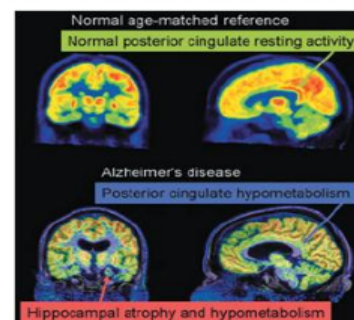 Normal age-matched reference
Normal posterior cingulate resting activity
Alzheimer's disease
Posterior cingulate hypometabolism
Hippocampal atrophy and hypometabolism